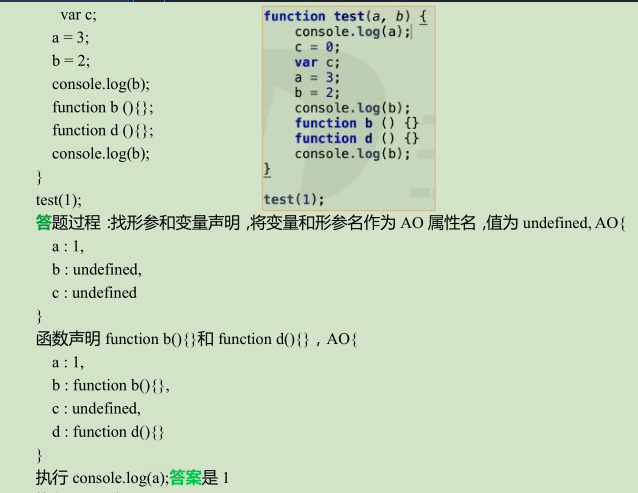 var c;
a = 3;
b = 2;
console.log(b);
function b (){};
function d (){};
console.log(b);
}
test(1);
function test(a, b) {
console.log(a);
c = 0;
var c;
a = 3;
b = 2;
console.log(b);
function b () {}
function d () {}
console.log(b);
}
test(1);
答题过程：找形参和变量声明，将变量和形参名作为 AO 属性名，值为 undefined, AO{
a : 1,
b : undefined,
c : undefined
}
函数声明 function b(){}和 function d(){}，AO{
a : 1,
b : function b(){},
c : undefined,
d : function d(){}
}
执行 console.log(a);答案是 1